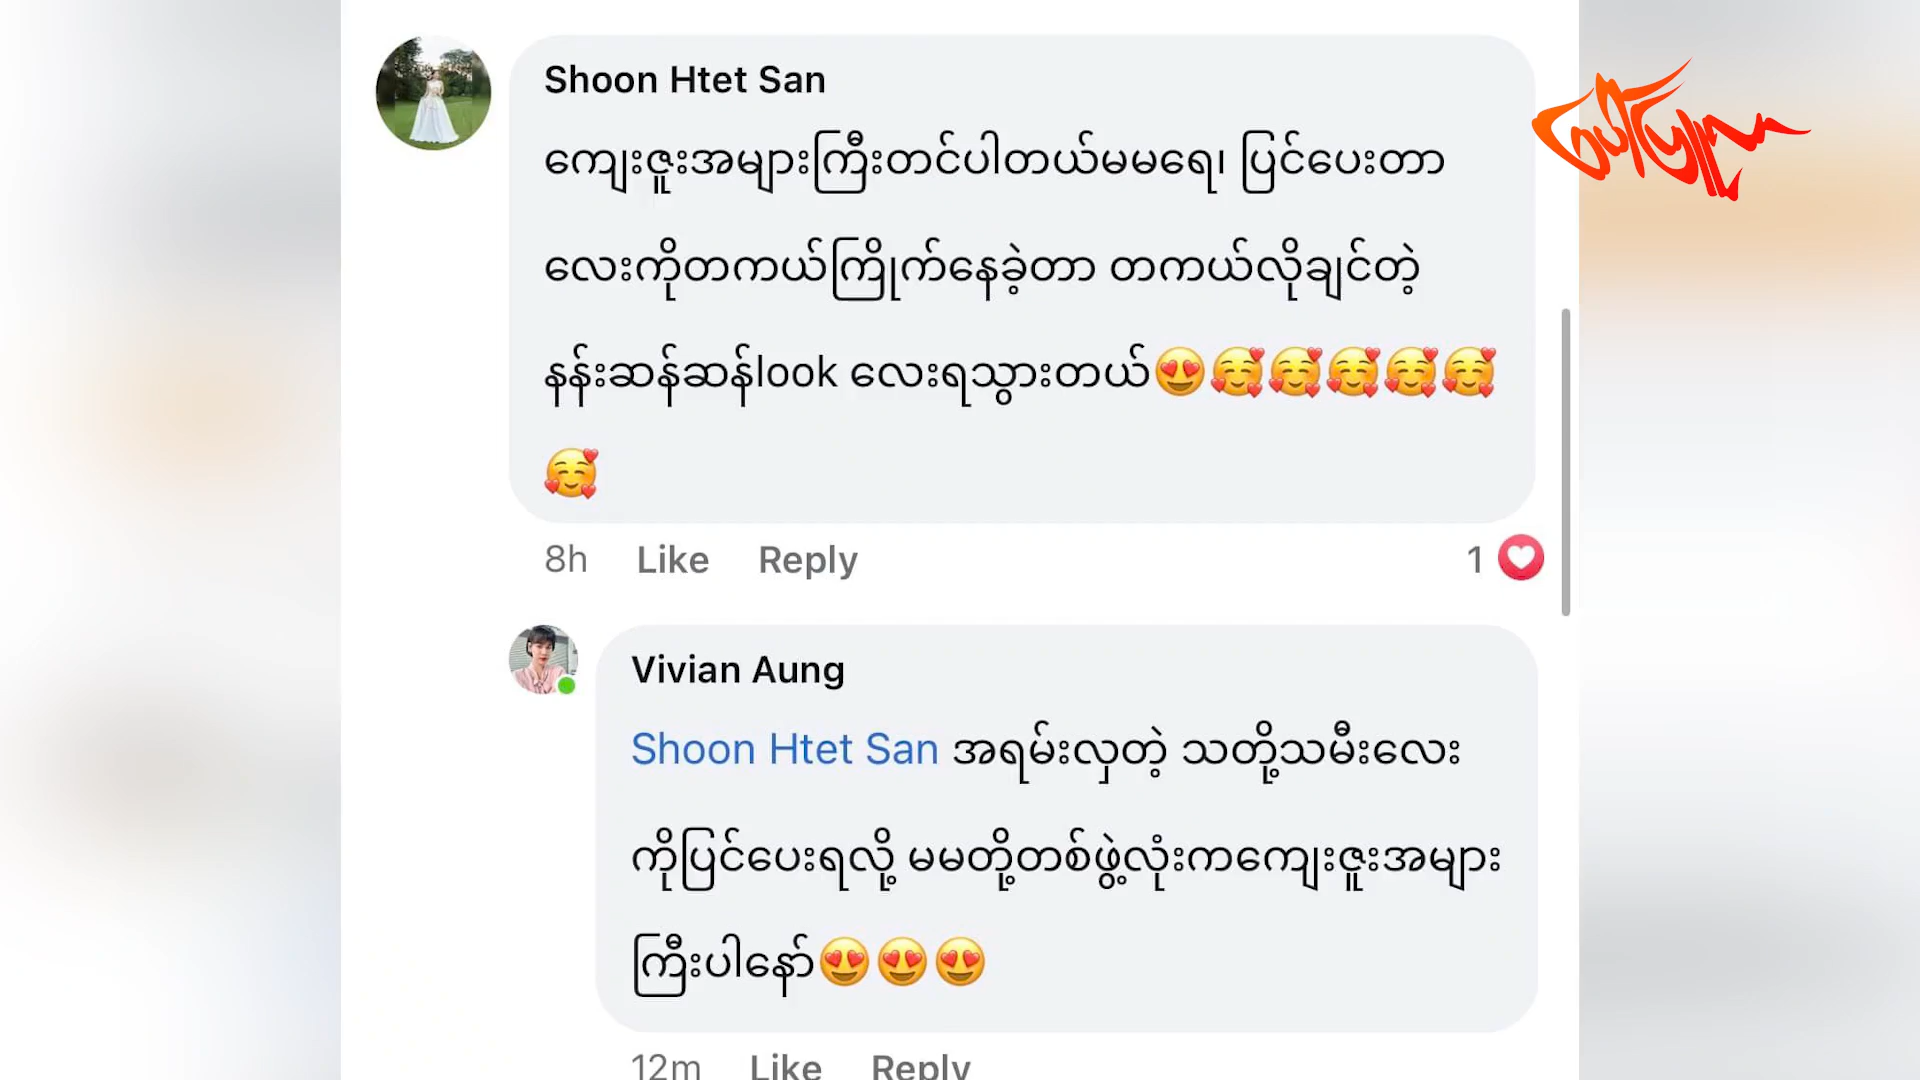 Shoon Htet San
ကျေးဇူးအများကြီးတင်ပါတယ်မမရေ၊ ပြင်ပေးတာ
လေးကိုတကယ်ကြိုက်နေခဲ့တာ တကယ်လိုချင်တဲ့
နန်းဆန်ဆန်look လေးရသွားတယ်😍🥰🥰🥰🥰🥰
🥰
8h Like Reply 1
Vivian Aung
Shoon Htet San အရမ်းလှတဲ့ သတို့သမီးလေး
ကိုပြင်ပေးရလို့ မမတို့တစ်ဖွဲ့လုံးကကျေးဇူးအများ
ကြီးပါနော်😍😍😍
12m Like Reply